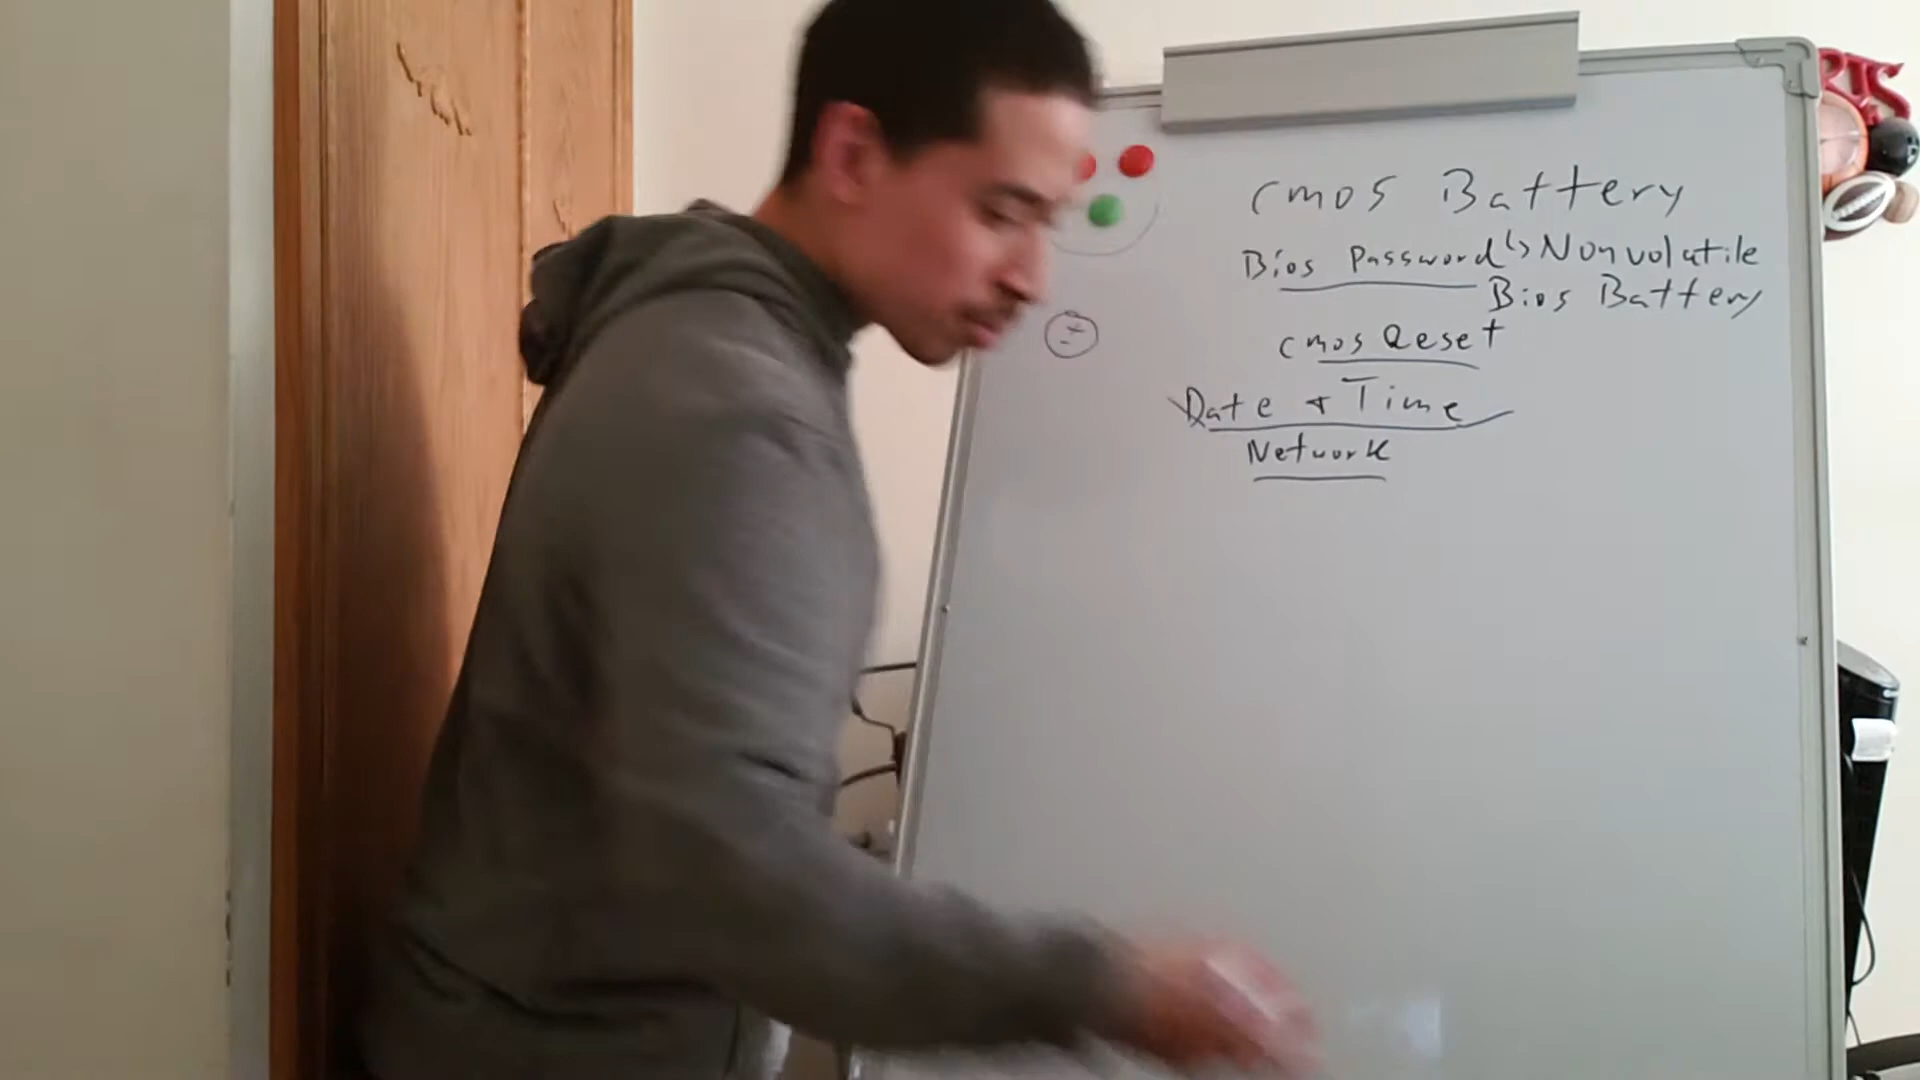 cmos Battery
Bios Password ↳ Nonvolatile
Bios Battery
cmos Reset
Date & Time
Network